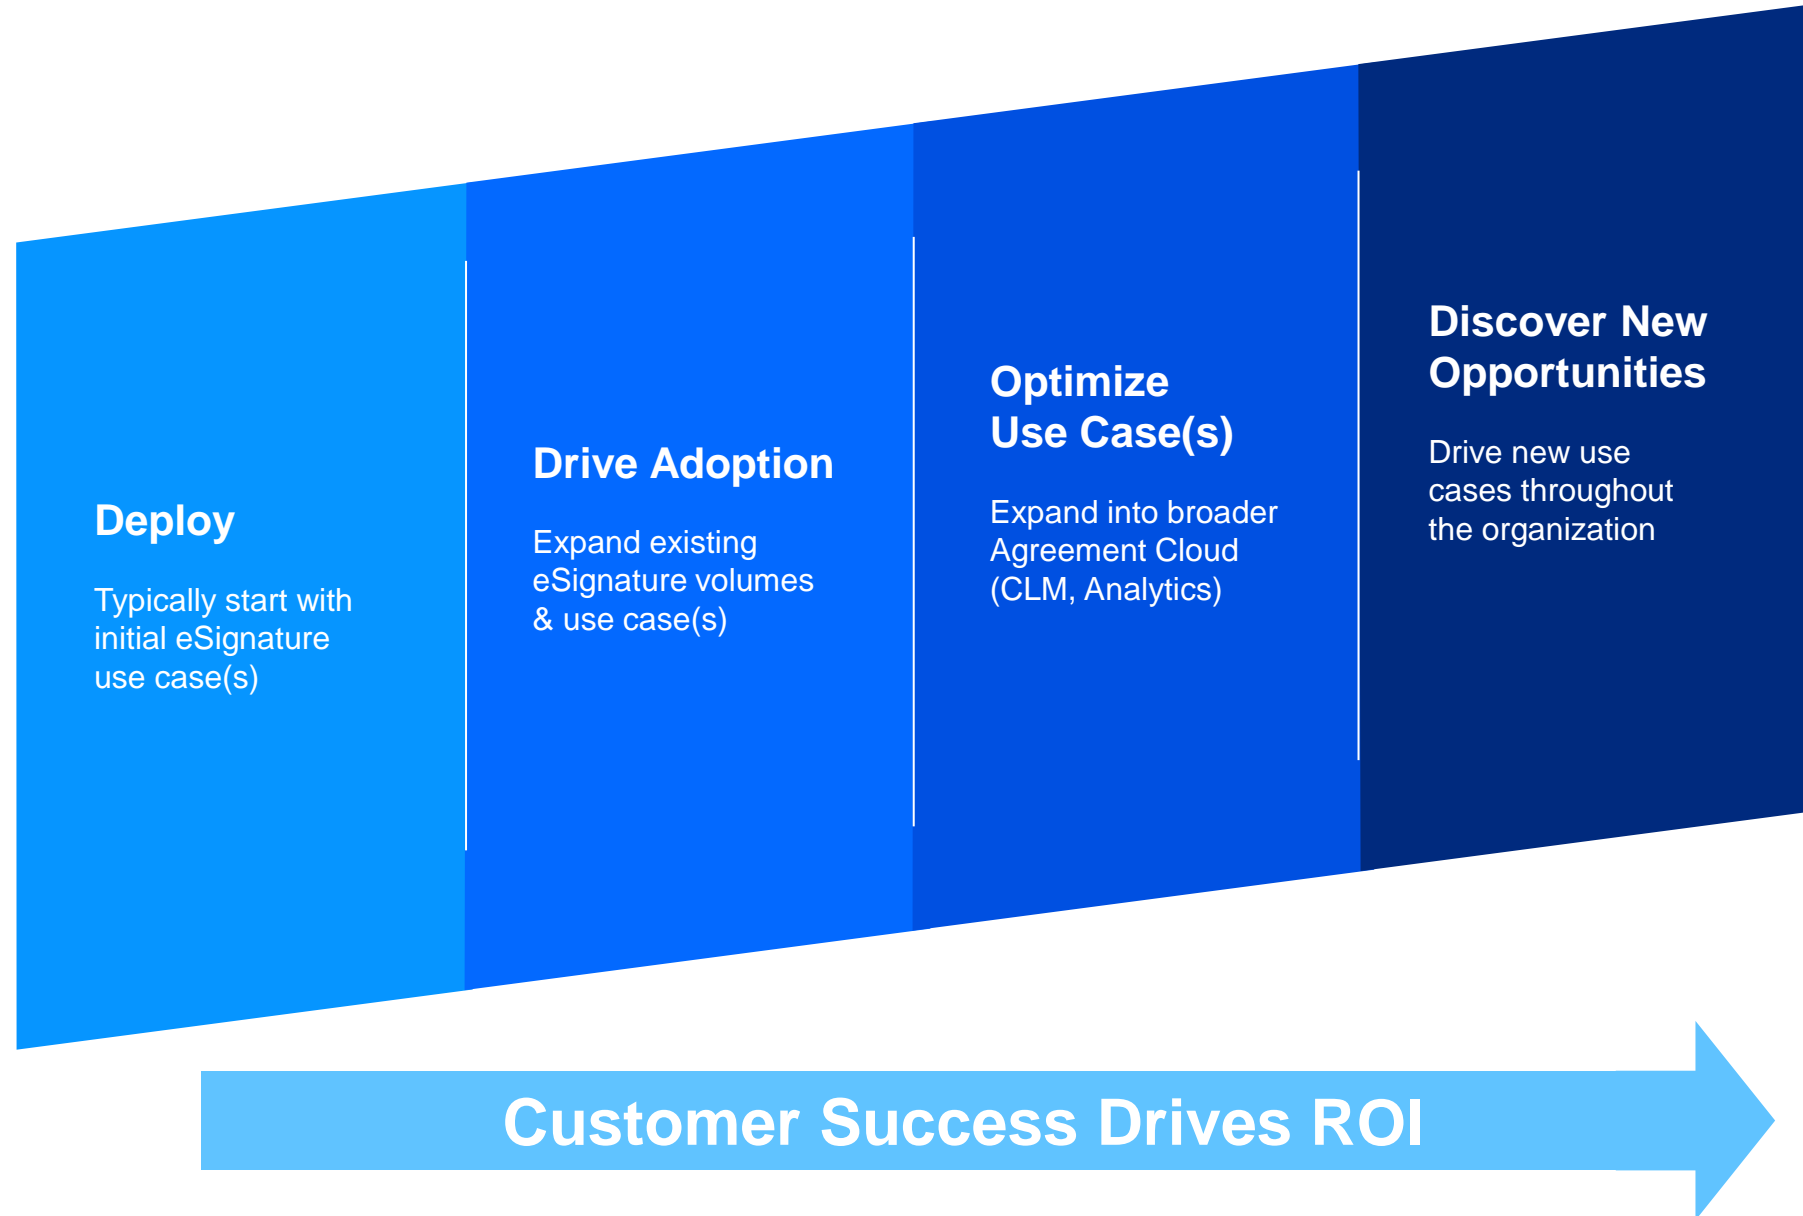 Deploy
Typically start with
initial eSignature
use case(s)
Drive Adoption
Expand existing
eSignature volumes
& use case(s)
Optimize
Use Case(s)
Expand into broader
Agreement Cloud
(CLM, Analytics)
Discover New
Opportunities
Drive new use
cases throughout
the organization
Customer Success Drives ROI